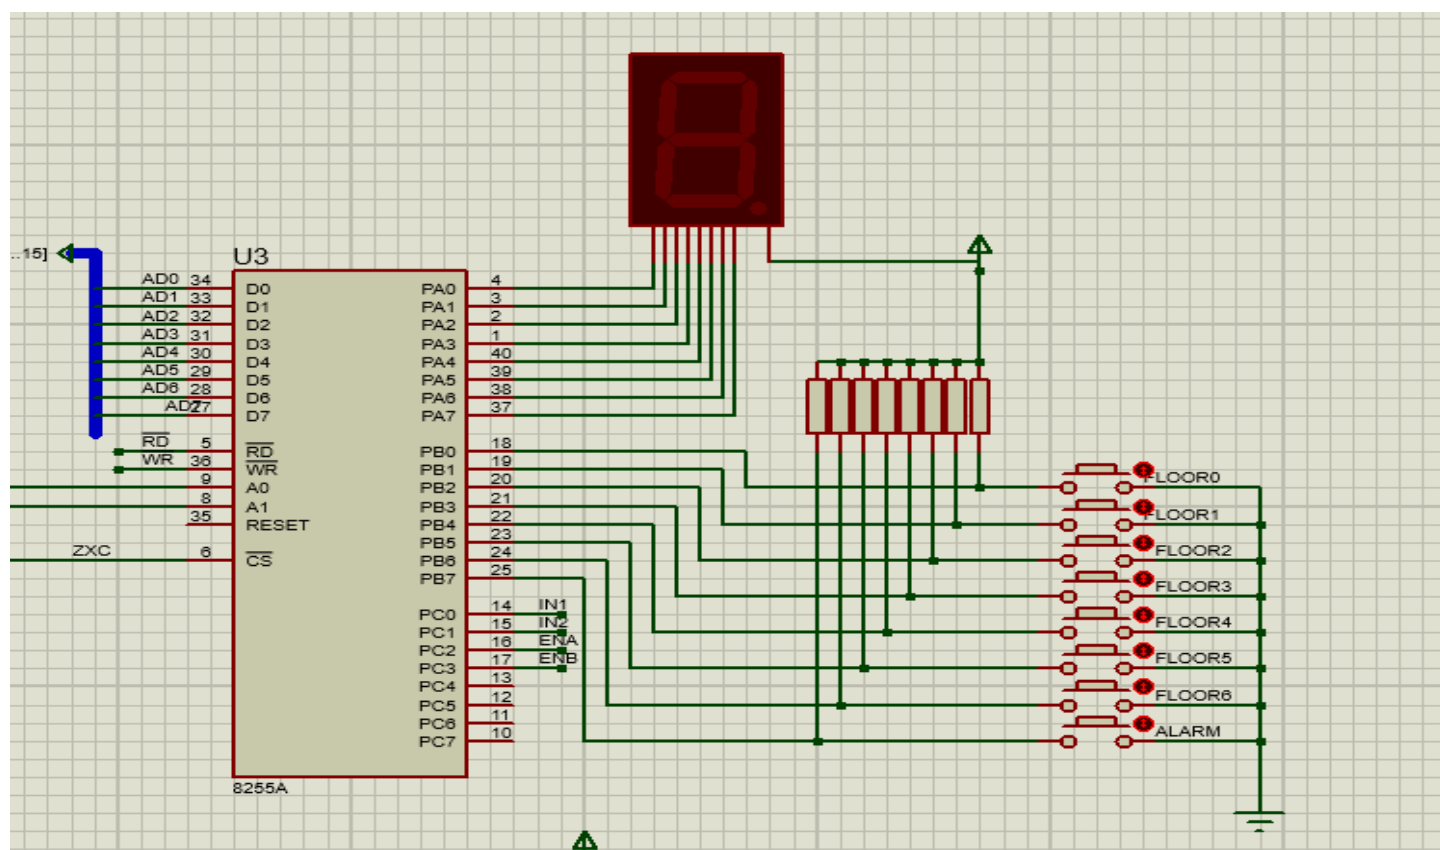 ..15]
U3
AD0 34 D0 PA0 4
AD1 33 D1 PA1 3
AD2 32 D2 PA2 2
AD3 31 D3 PA3 1
AD4 30 D4 PA4 40
AD5 29 D5 PA5 39
AD6 28 D6 PA6 38
AD7 27 D7 PA7 37
RD 5 RD PB0 18
WR 36 WR PB1 19
9 A0 PB2 20
8 A1 PB3 21
35 RESET PB4 22
PB5 23
ZXC 6 CS PB6 24
PB7 25
PC0 14 IN1
PC1 15 IN2
PC2 16 ENA
PC3 17 ENB
PC4 13
PC5 12
PC6 11
PC7 10
8255A
FLOOR0
FLOOR1
FLOOR2
FLOOR3
FLOOR4
FLOOR5
FLOOR6
ALARM